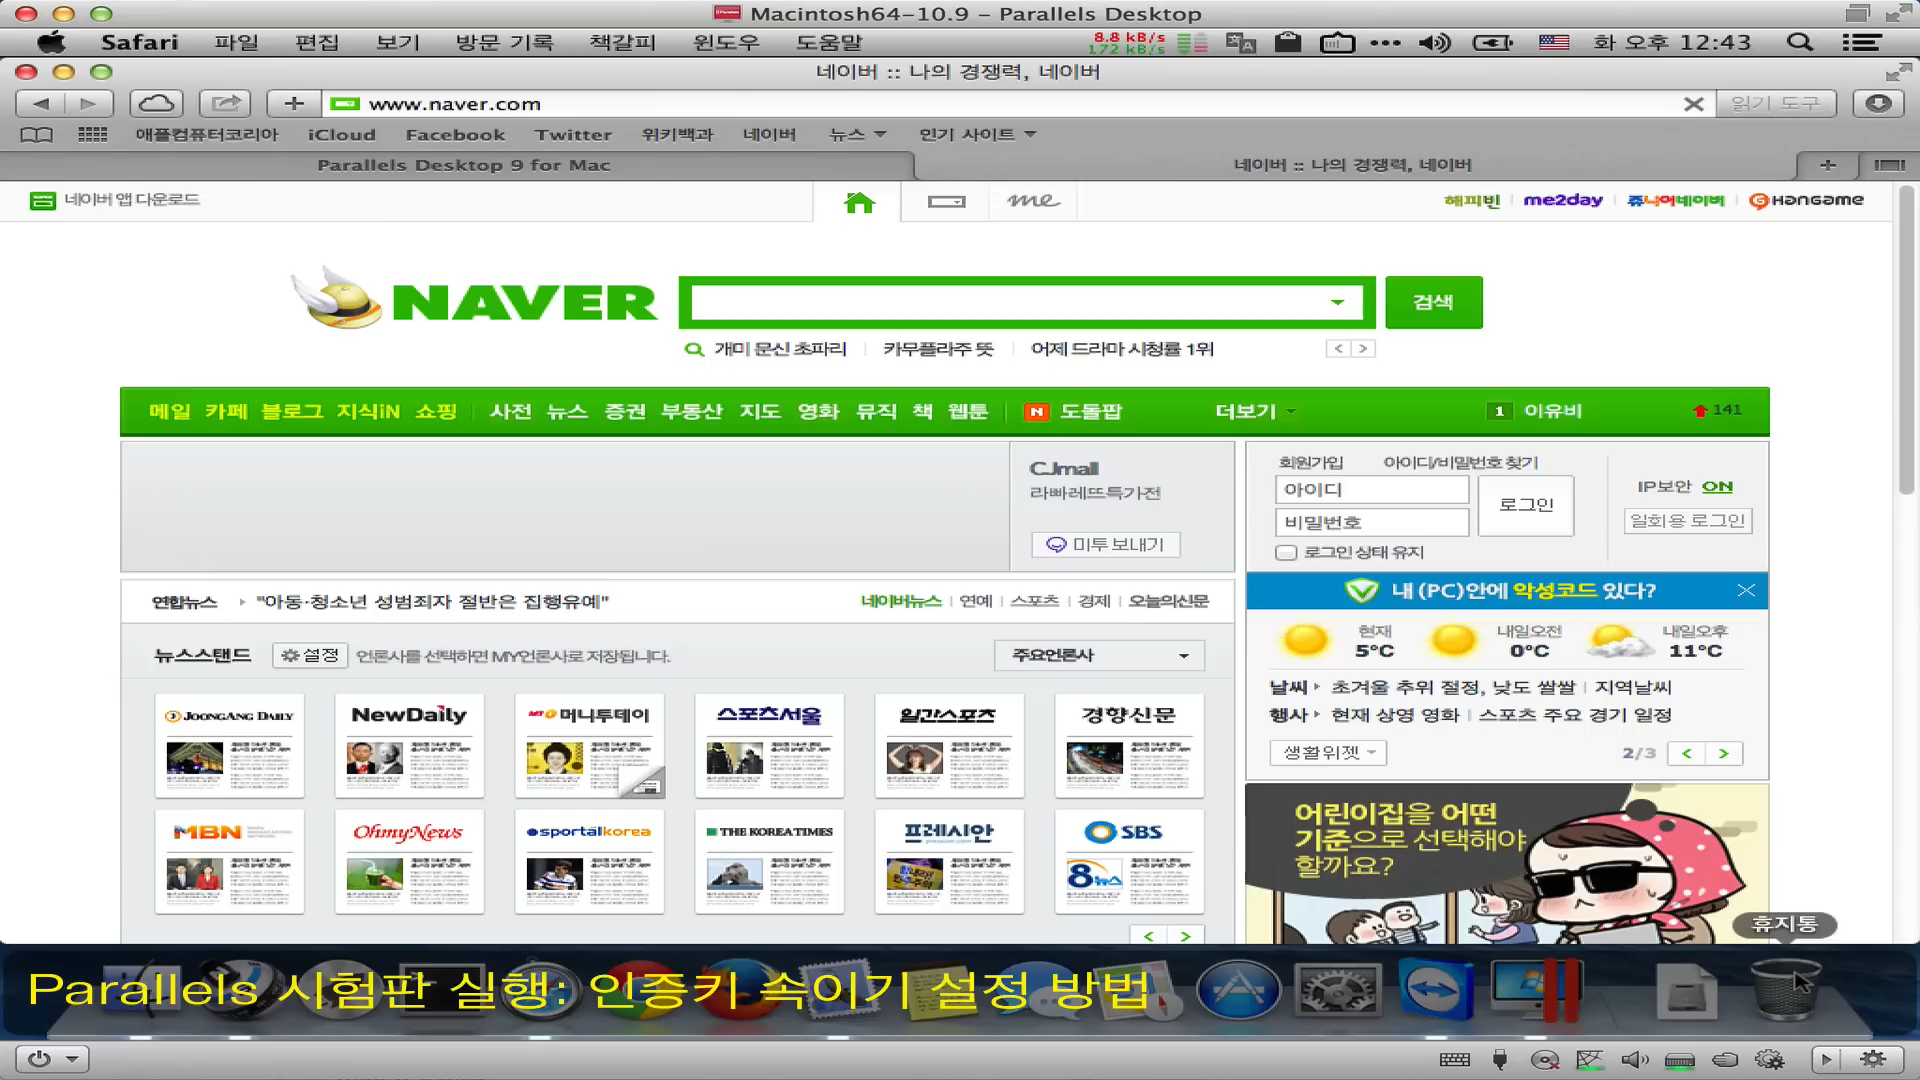 Macintosh64-10.9 – Parallels Desktop
Safari 파일 편집 보기 방문 기록 책갈피 윈도우 도움말 8.8 kB/s 172 kB/s 화 오후 12:43
네이버 :: 나의 경쟁력, 네이버
www.naver.com 읽기 도구
애플컴퓨터코리아 iCloud Facebook Twitter 위키백과 네이버 뉴스 인기 사이트
Parallels Desktop 9 for Mac 네이버 :: 나의 경쟁력, 네이버
네이버 앱 다운로드 me 해피빈 me2day 쥬니어네이버 HANGAME
NAVER 검색
개미 문신 초파리 카무플라주 뜻 어제 드라마 시청률 1위
메일 카페 블로그 지식iN 쇼핑 사전 뉴스 증권 부동산 지도 영화 뮤직 책 웹툰 N 도돌팝 더보기 1 이유비 141
CJmall
라빠레뜨특가전
미투 보내기
회원가입 아이디/비밀번호 찾기
아이디
비밀번호
로그인
로그인 상태 유지
IP보안 ON
일회용 로그인
연합뉴스 "아동·청소년 성범죄자 절반은 집행유예"
네이버뉴스 연예 스포츠 경제 오늘의신문
내 (PC)안에 악성코드 있다?
현재 5°C 내일오전 0°C 내일오후 11°C
뉴스스탠드 설정 언론사를 선택하면 MY언론사로 저장됩니다. 주요언론사
날씨 초겨울 추위 절정, 낮도 쌀쌀 지역날씨
행사 현재 상영 영화 스포츠 주요 경기 일정
생활위젯 2/3
JOONGANG DAILY NewDaily 머니투데이 스포츠서울 일간스포츠 경향신문
MBN OhmyNews sportalkorea THE KOREA TIMES 프레시안 SBS
8뉴스
어린이집을 어떤
기준으로 선택해야
할까요?
휴지통
Parallels 시험판 실행: 인증키 속이기 설정 방법